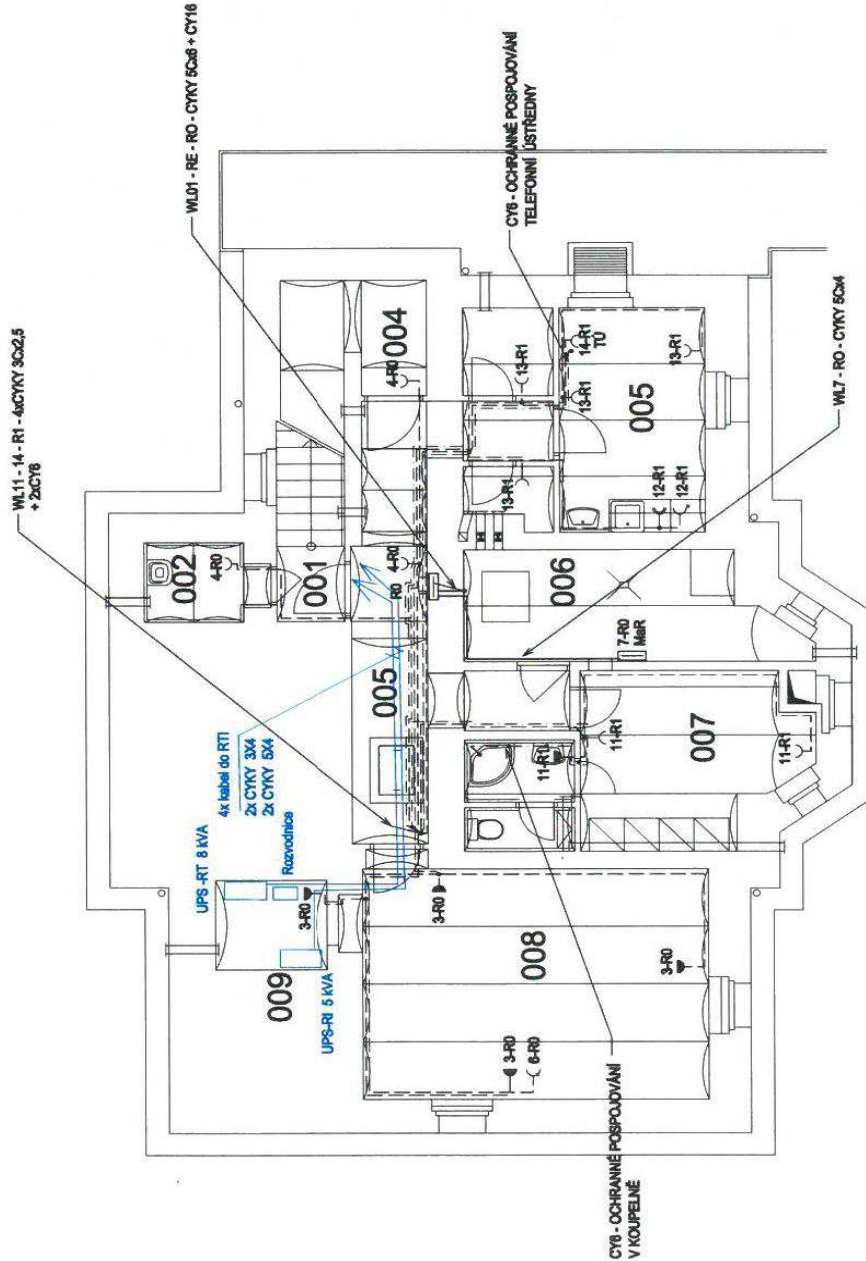 WL11 - 14 - R1 - 4xCYKY 3Cx2,5
+ 2xCY6
WL01 - RE - RO - CYKY 5Cx6 + CY16
CY6 - OCHRANNÉ POSPOJOVÁNÍ
TELEFONNÍ ÚSTŘEDNY
WL7 - RO - CYKY 5Cx4
CY6 - OCHRANNÉ POSPOJOVÁNÍ
V KOUPELNĚ
UPS -RT 8 kVA
Rozvodnice
UPS-RI 5 kVA
4x kabel do RTI
2x CYKY 3X4
2x CYKY 5X4
009
3-R0
002
4-R0
001
4-R0
R0
004
4-R0
005
13-R1
13-R1
13-R1
14-R1
TÚ
13-R1
005
12-R1
12-R1
006
7-R0
MaR
11-R1
11-R1
007
11-R1
3-R0
008
3-R0
3-R0
6-R0